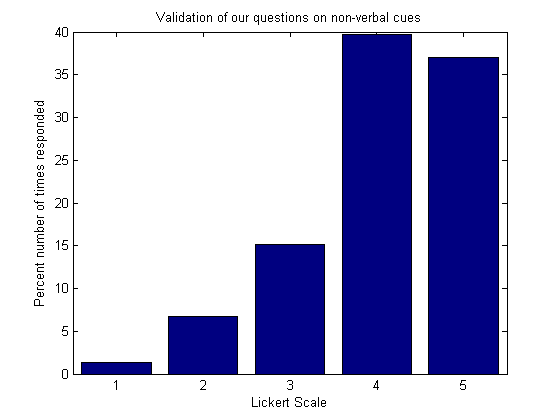 Validation of our questions on non-verbal cues
Percent number of times responded
40
35
30
25
20
15
10
5
0
1 2 3 4 5
Lickert Scale